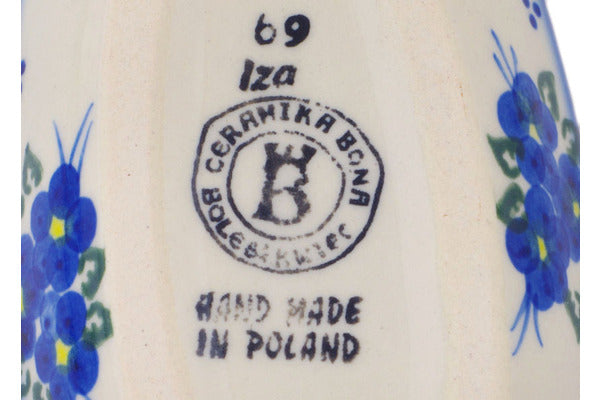 69
Iza
CERAMIKA BONA
B
BOLESŁAWIEC
HAND MADE
IN POLAND